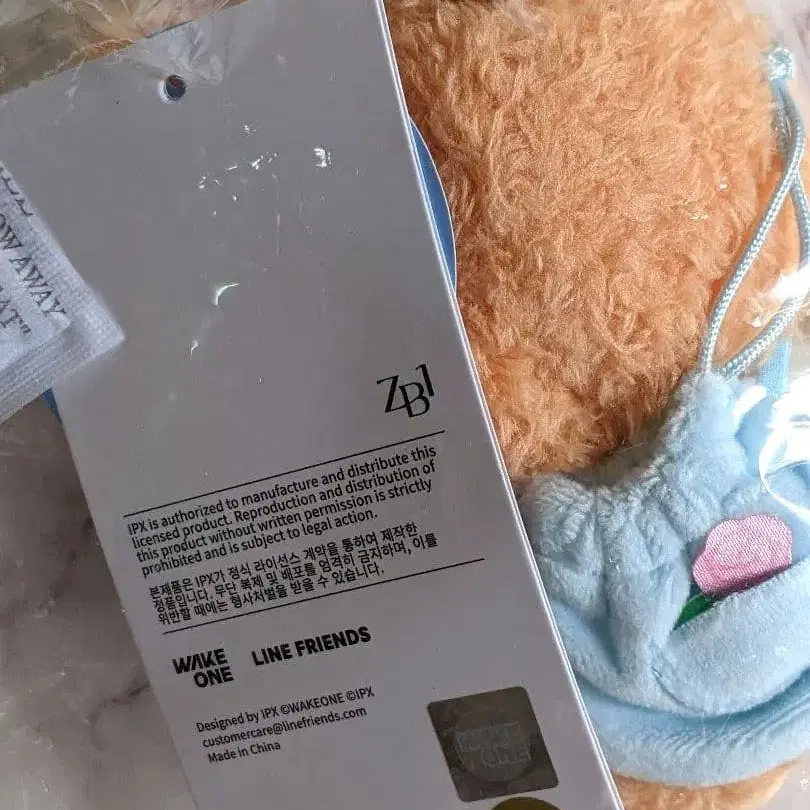 OW AWAY
AT"
ZB1
IPX is authorized to manufacture and distribute this
licensed product. Reproduction and distribution of
this product without written permission is strictly
prohibited and is subject to legal action.
본제품은 IPX가 정식 라이선스 계약을 통하여 제작한
정품입니다. 무단 복제 및 배포를 엄격히 금지하며, 이를
위반할 때에는 형사처벌을 받을 수 있습니다.
WAKE
ONE
LINE FRIENDS
Designed by IPX ©WAKEONE ©IPX
customercare@linefriends.com
Made in China
WAKE
ONE